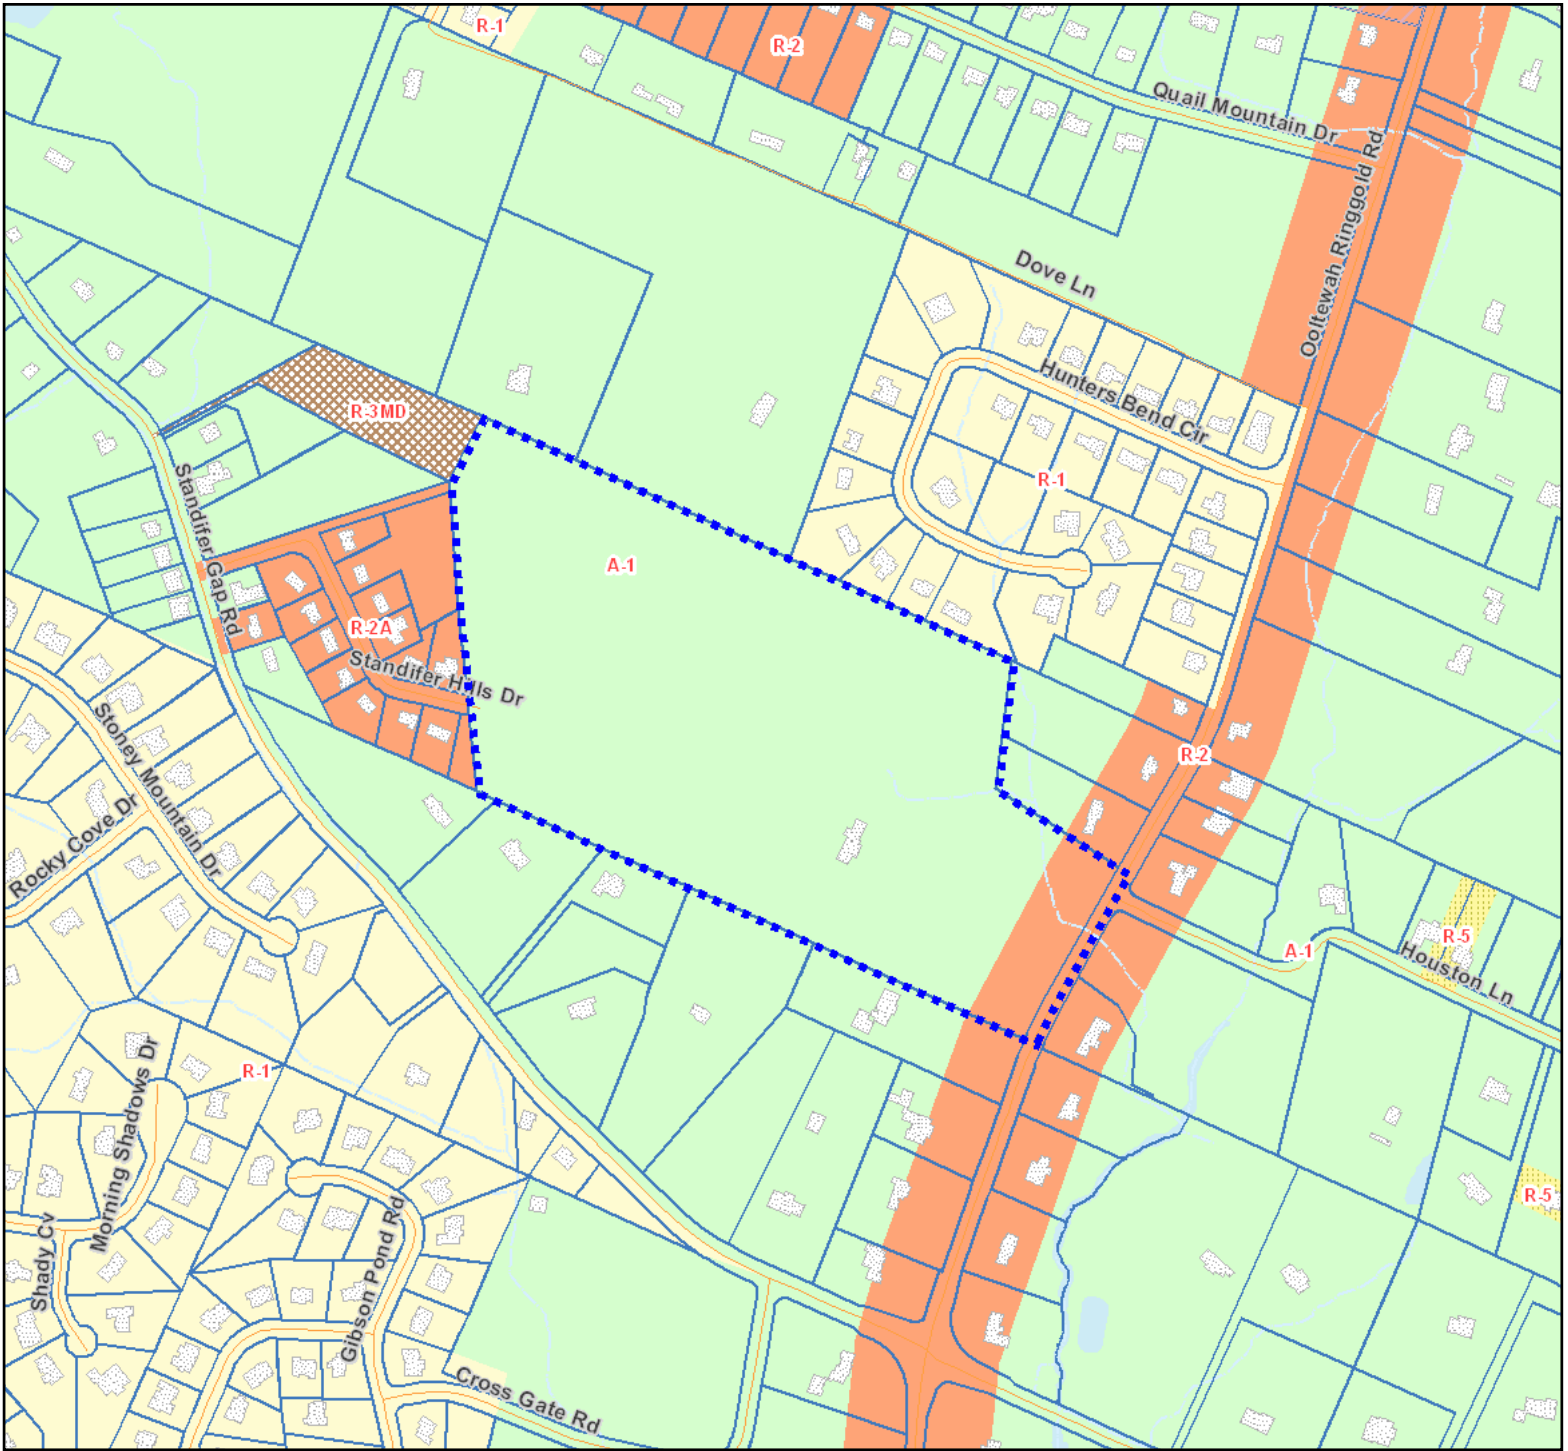 R-1
R-2
Quail Mountain Dr
Ooltewah Ringgold Rd
Dove Ln
Hunters Bend Cir
R-3MD
R-1
Standifer Gap Rd
A-1
R-2A
Standifer Hills Dr
R-2
Stoney Mountain Dr
Rocky Cove Dr
R-5
A-1
Houston Ln
R-1
Morning Shadows Dr
R-5
Shady Cv
Gibson Pond Rd
Cross Gate Rd